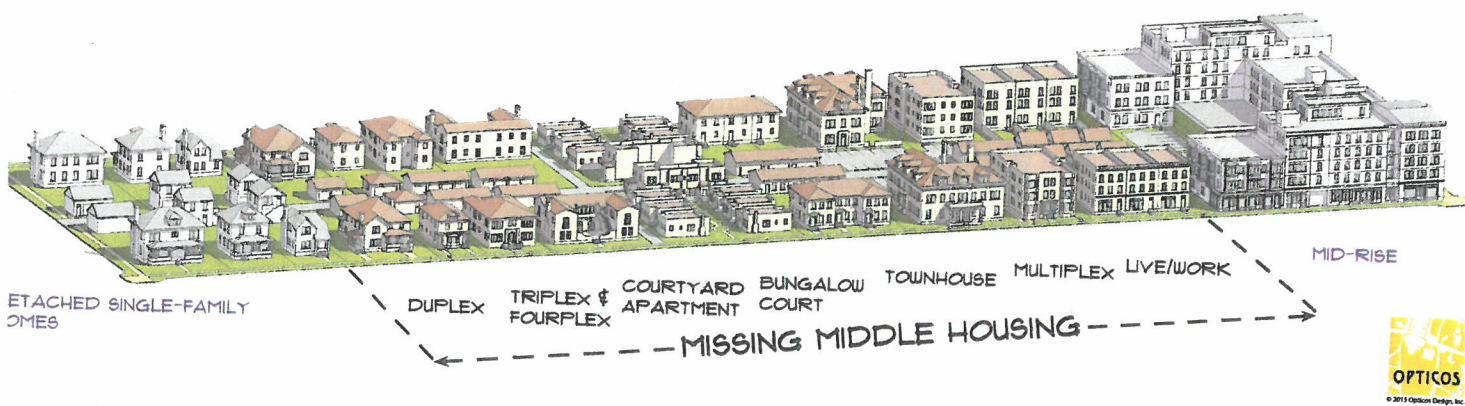 ETACHED SINGLE-FAMILY
OMES
DUPLEX
TRIPLEX &
FOURPLEX
COURTYARD
APARTMENT
BUNGALOW
COURT
TOWNHOUSE
MULTIPLEX
LIVE/WORK
MID-RISE
MISSING MIDDLE HOUSING
OPTICOS
© 2015 Opticos Design, Inc.